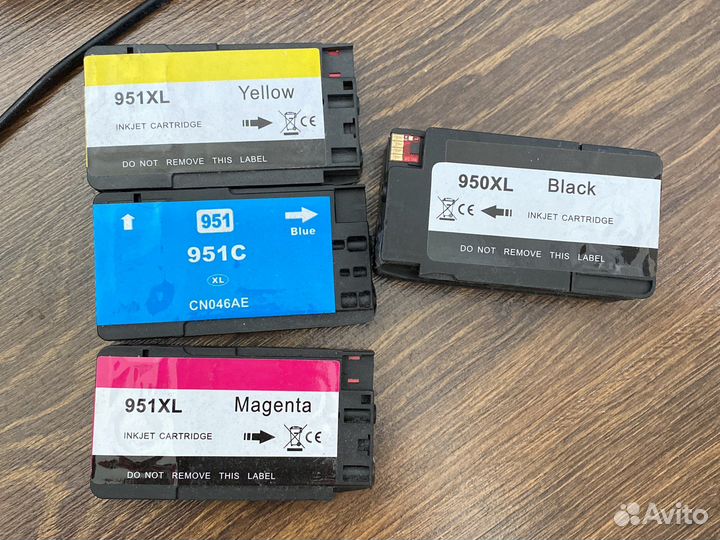 951XL Yellow
INKJET CARTRIDGE CE
DO NOT REMOVE THIS LABEL
951
Blue
951C
XL
CN046AE
951XL Magenta
INKJET CARTRIDGE CE
DO NOT REMOVE THIS LABEL
950XL Black
CE INKJET CARTRIDGE
DO NOT REMOVE THIS LABEL
Avito